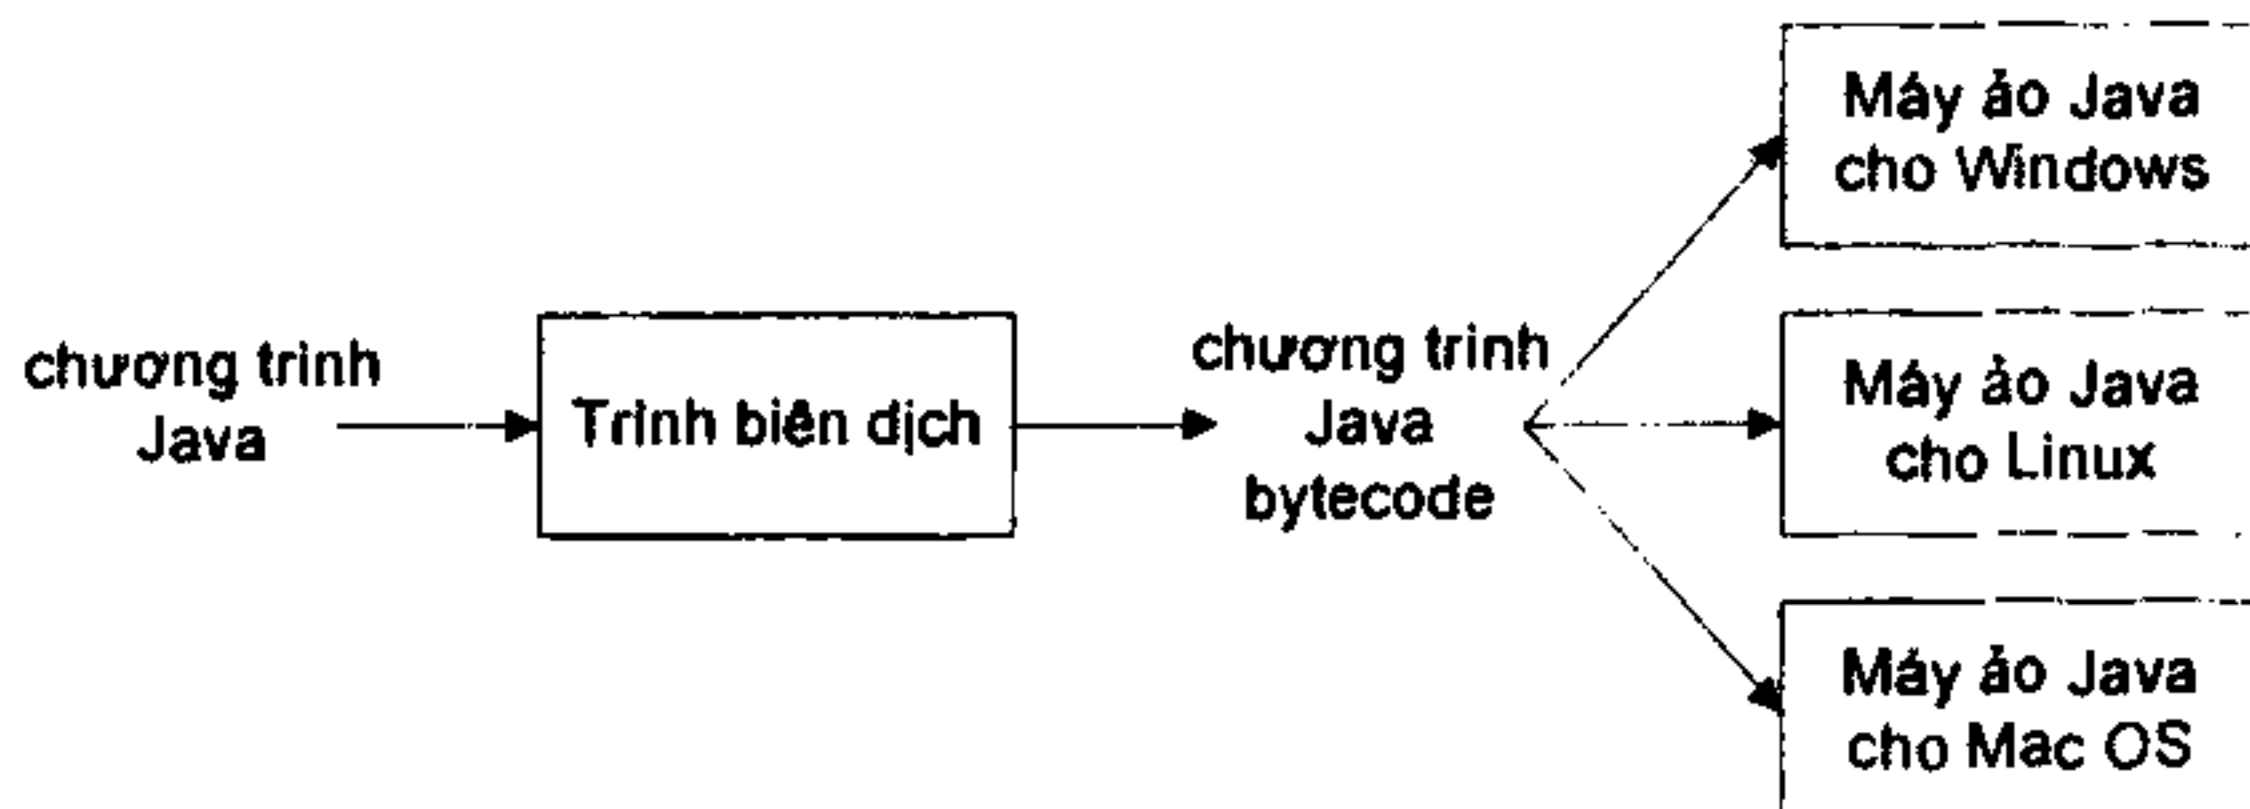 chương trình
Java
Trình biên dịch
chương trình
Java
bytecode
Máy ảo Java
cho Windows
Máy ảo Java
cho Linux
Máy ảo Java
cho Mac OS